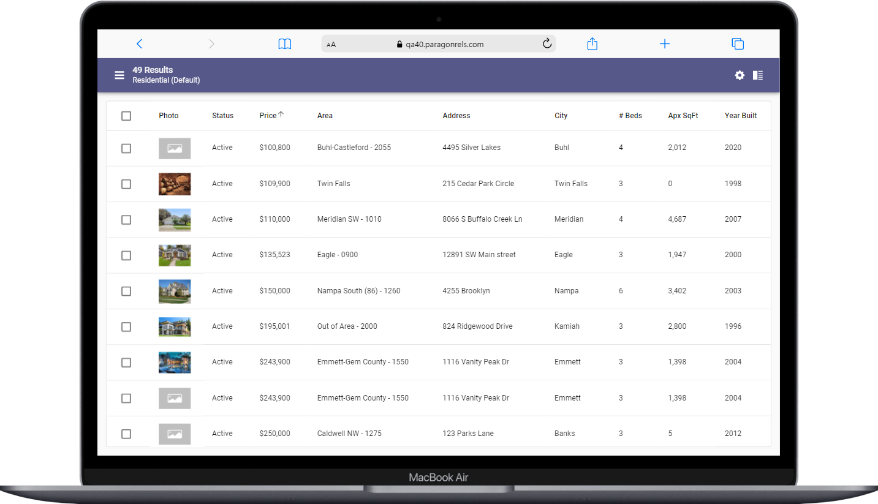 AA qa40.paragonrels.com
49 Results
Residential (Default)
Photo Status Price Area Address City # Beds Apx SqFt Year Built
Active $100,800 Buhl-Castleford - 2055 4495 Silver Lakes Buhl 4 2,012 2020
Active $109,900 Twin Falls 215 Cedar Park Circle Twin Falls 3 0 1998
Active $110,000 Meridian SW - 1010 8066 S Buffalo Creek Ln Meridian 4 4,687 2007
Active $135,523 Eagle - 0900 12891 SW Main street Eagle 3 1,947 2000
Active $150,000 Nampa South (86) - 1260 4255 Brooklyn Nampa 6 3,402 2003
Active $195,001 Out of Area - 2000 824 Ridgewood Drive Kamiah 3 2,800 1996
Active $243,900 Emmett-Gem County - 1550 1116 Vanity Peak Dr Emmett 3 1,398 2004
Active $243,900 Emmett-Gem County - 1550 1116 Vanity Peak Dr Emmett 3 1,398 2004
Active $250,000 Caldwell NW - 1275 123 Parks Lane Banks 3 5 2012
MacBook Air